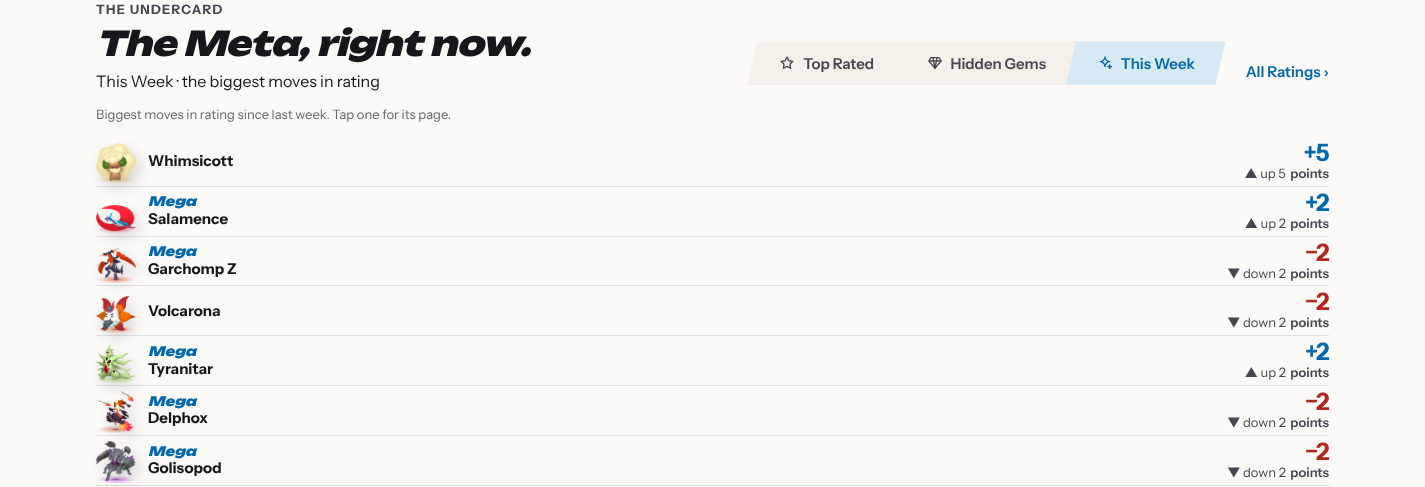 THE UNDERCARD
The Meta, right now.
This Week · the biggest moves in rating
Top Rated
Hidden Gems
This Week
All Ratings ›
Biggest moves in rating since last week. Tap one for its page.
Whimsicott
+5
▲ up 5 points
Mega
Salamence
+2
▲ up 2 points
Mega
Garchomp Z
−2
▼ down 2 points
Volcarona
−2
▼ down 2 points
Mega
Tyranitar
+2
▲ up 2 points
Mega
Delphox
−2
▼ down 2 points
Mega
Golisopod
−2
▼ down 2 points